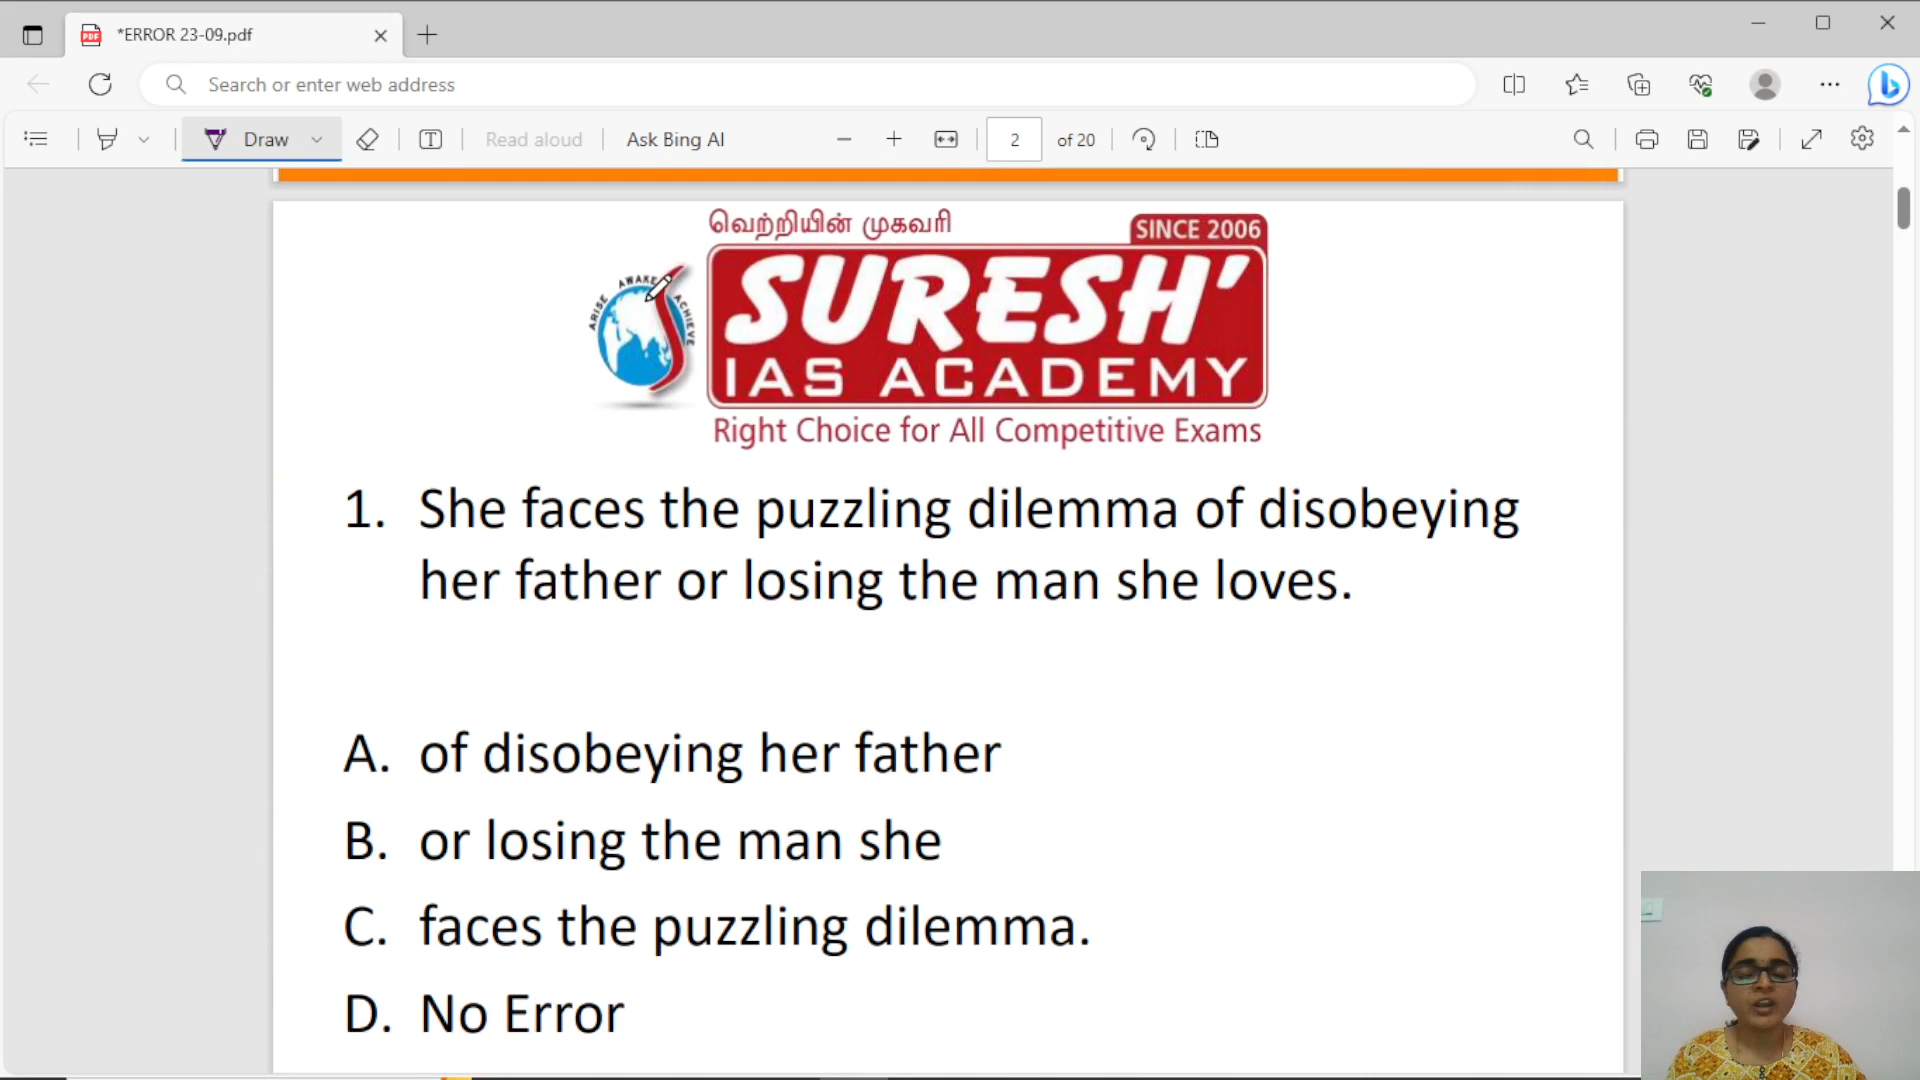 *ERROR 23-09.pdf
Search or enter web address
Draw
Read aloud
Ask Bing AI
2 of 20
வெற்றியின் முகவரி
SINCE 2006
ARISE AWAKE ACHIEVE
SURESH'
IAS ACADEMY
Right Choice for All Competitive Exams
1. She faces the puzzling dilemma of disobeying
her father or losing the man she loves.
A. of disobeying her father
B. or losing the man she
C. faces the puzzling dilemma.
D. No Error